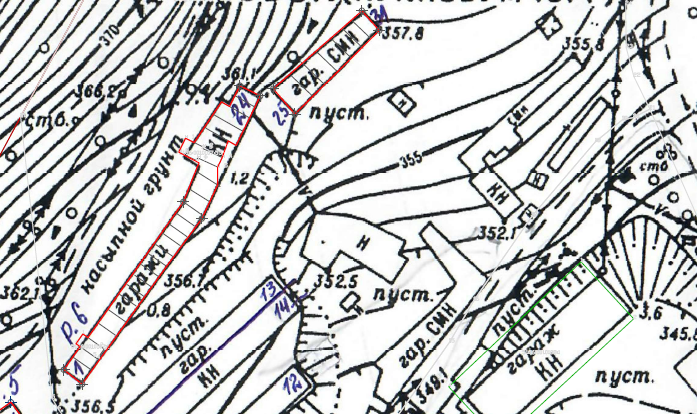 26
357,8
гар. СМН
355,8
370
361,1
366,2
24
25
пуст.
СМН
КН
стб.
стб
355
насыпной грунт
1,2
КН
352,1
Н
362,1
гаражи
356,7
352,5
13
14
пуст.
пуст.
3,6
Р. 6
0,8
пуст.
гар.
КН
гар. СМН
гараж
КН
345,
1
12
349,1
пуст.
5
356,5